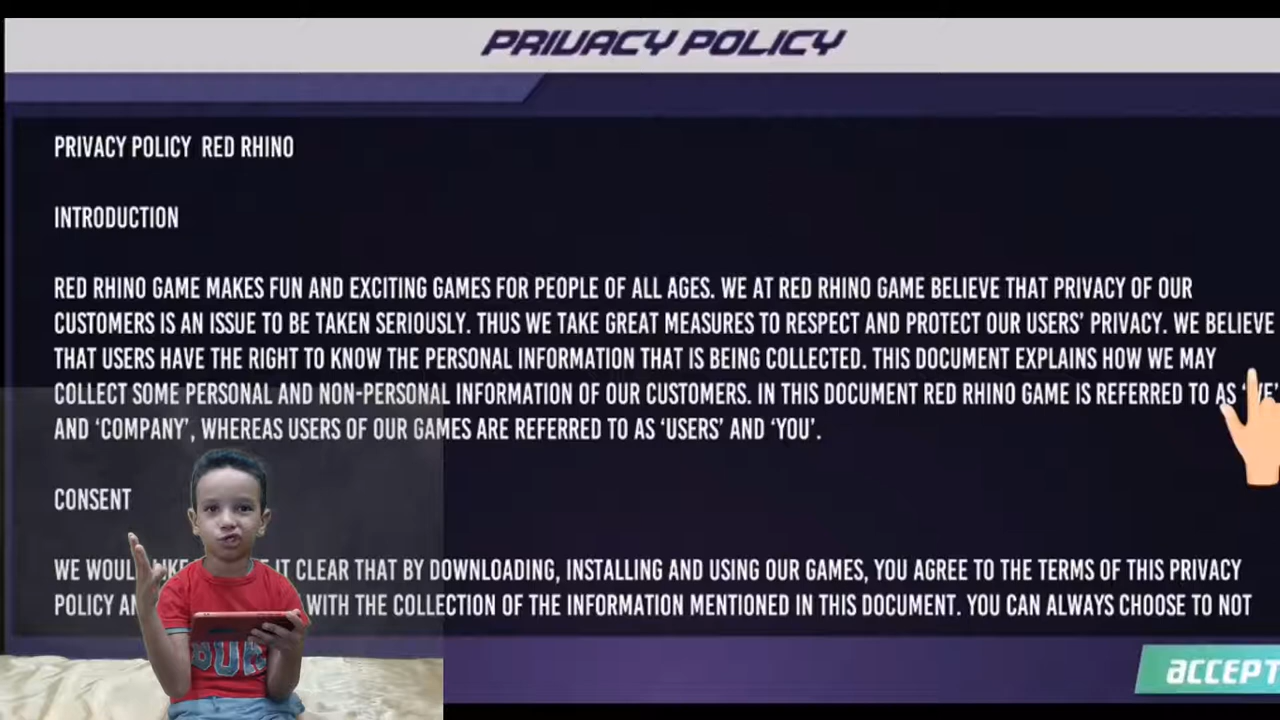 PRIVACY POLICY
PRIVACY POLICY RED RHINO
INTRODUCTION
RED RHINO GAME MAKES FUN AND EXCITING GAMES FOR PEOPLE OF ALL AGES. WE AT RED RHINO GAME BELIEVE THAT PRIVACY OF OUR
CUSTOMERS IS AN ISSUE TO BE TAKEN SERIOUSLY. THUS WE TAKE GREAT MEASURES TO RESPECT AND PROTECT OUR USERS' PRIVACY. WE BELIEVE
THAT USERS HAVE THE RIGHT TO KNOW THE PERSONAL INFORMATION THAT IS BEING COLLECTED. THIS DOCUMENT EXPLAINS HOW WE MAY
COLLECT SOME PERSONAL AND NON-PERSONAL INFORMATION OF OUR CUSTOMERS. IN THIS DOCUMENT RED RHINO GAME IS REFERRED TO AS
AND ‘COMPANY’, WHEREAS USERS OF OUR GAMES ARE REFERRED TO AS ‘USERS’ AND ‘YOU’.
CONSENT
WE IT CLEAR THAT BY DOWNLOADING, INSTALLING AND USING OUR GAMES, YOU AGREE TO THE TERMS OF THIS PRIVACY
POLICY WITH THE COLLECTION OF THE INFORMATION MENTIONED IN THIS DOCUMENT. YOU CAN ALWAYS CHOOSE TO NOT
ACCEPT